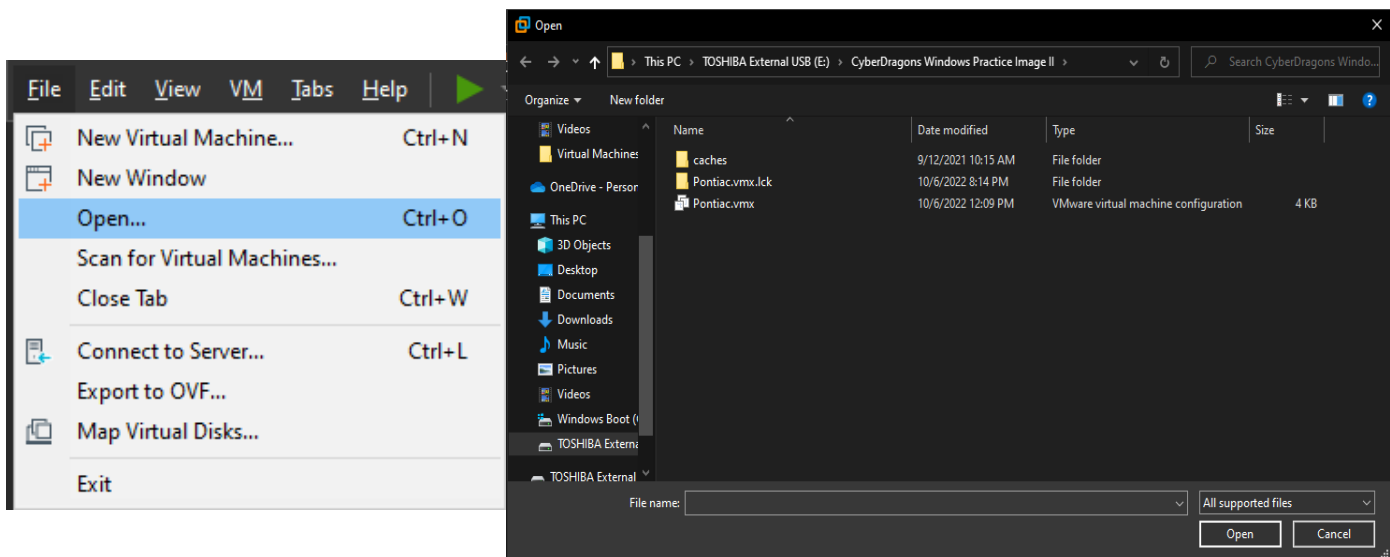 File Edit View VM Tabs Help
New Virtual Machine... Ctrl+N
New Window
Open... Ctrl+O
Scan for Virtual Machines...
Close Tab Ctrl+W
Connect to Server... Ctrl+L
Export to OVF...
Map Virtual Disks...
Exit
Open
This PC > TOSHIBA External USB (E:) > CyberDragons Windows Practice Image II >
Search CyberDragons Windo...
Organize New folder
Videos
Virtual Machines
OneDrive - Person
This PC
3D Objects
Desktop
Documents
Downloads
Music
Pictures
Videos
Windows Boot (
TOSHIBA Externa
TOSHIBA External
Name Date modified Type Size
caches 9/12/2021 10:15 AM File folder
Pontiac.vmx.lck 10/6/2022 8:14 PM File folder
Pontiac.vmx 10/6/2022 12:09 PM VMware virtual machine configuration 4 KB
File name: All supported files
Open Cancel